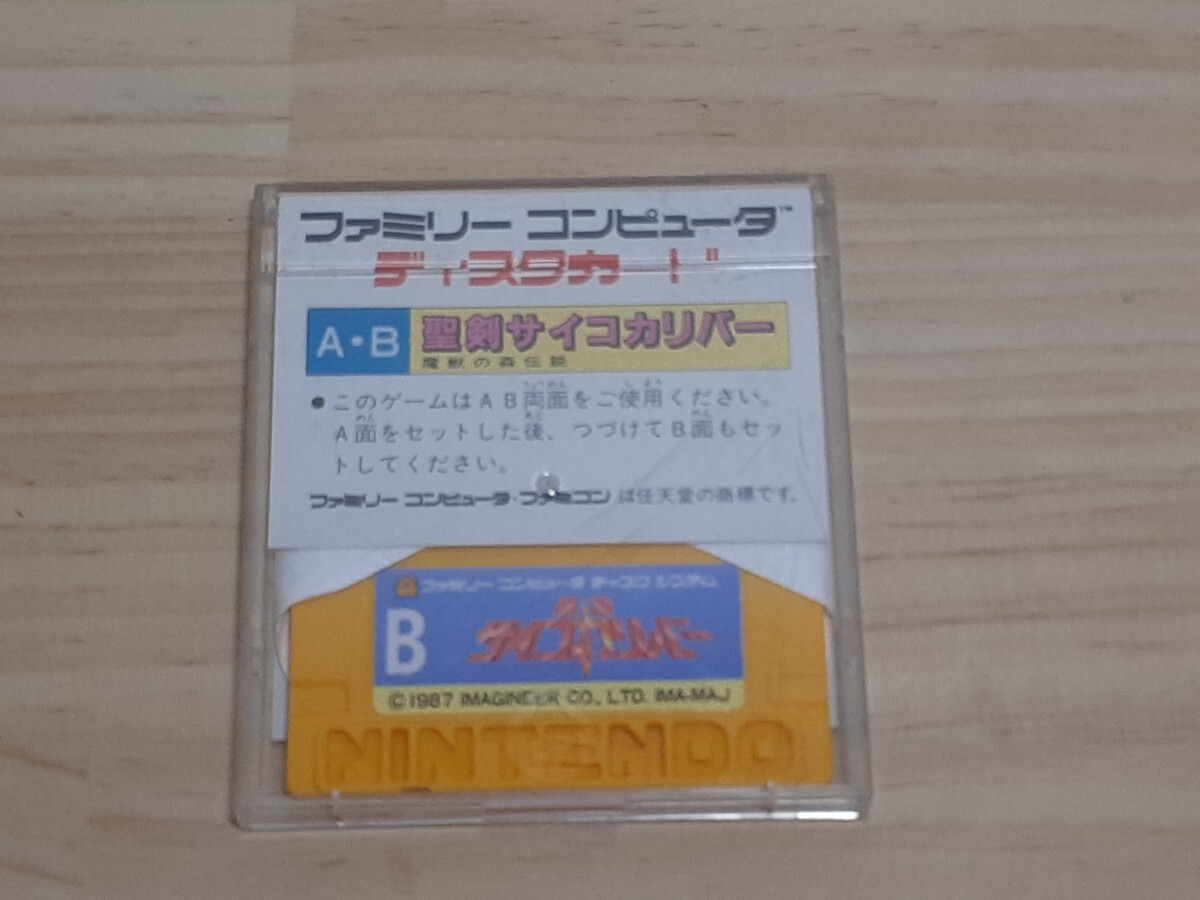 ファミリー コンピュータ™
ディスクカード
A・B 聖剣サイコカリバー
魔獣の森伝説
●このゲームはAB両面をご使用ください。
A面をセットした後、つづけてB面もセッ
トしてください。
ファミリー コンピュータ・ファミコン は任天堂の商標です。
ファミリー コンピュータ ディスク システム
B
聖剣
サイコカリバー
©1987 IMAGINEER CO., LTD. IMA-MAJ
NINTENDO